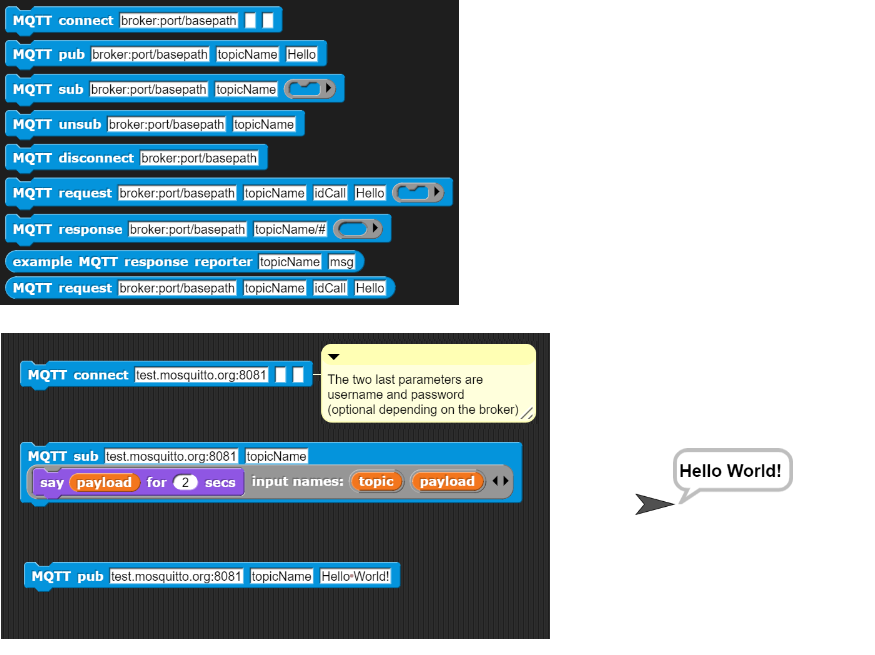 MQTT connect broker:port/basepath
MQTT pub broker:port/basepath topicName Hello
MQTT sub broker:port/basepath topicName
MQTT unsub broker:port/basepath topicName
MQTT disconnect broker:port/basepath
MQTT request broker:port/basepath topicName idCall Hello
MQTT response broker:port/basepath topicName/#
example MQTT response reporter topicName msg
MQTT request broker:port/basepath topicName idCall Hello
MQTT connect test.mosquitto.org:8081
The two last parameters are
username and password
(optional depending on the broker)
MQTT sub test.mosquitto.org:8081 topicName
say payload for 2 secs input names: topic payload
Hello World!
MQTT pub test.mosquitto.org:8081 topicName Hello•World!